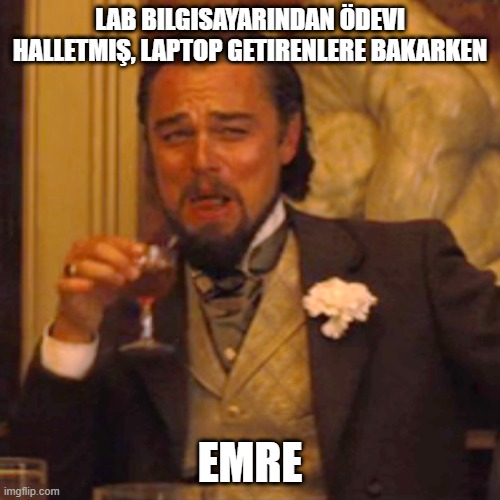 LAB BILGISAYARINDAN ÖDEVI
HALLETMIŞ, LAPTOP GETIRENLERE BAKARKEN
EMRE
imgflip.com